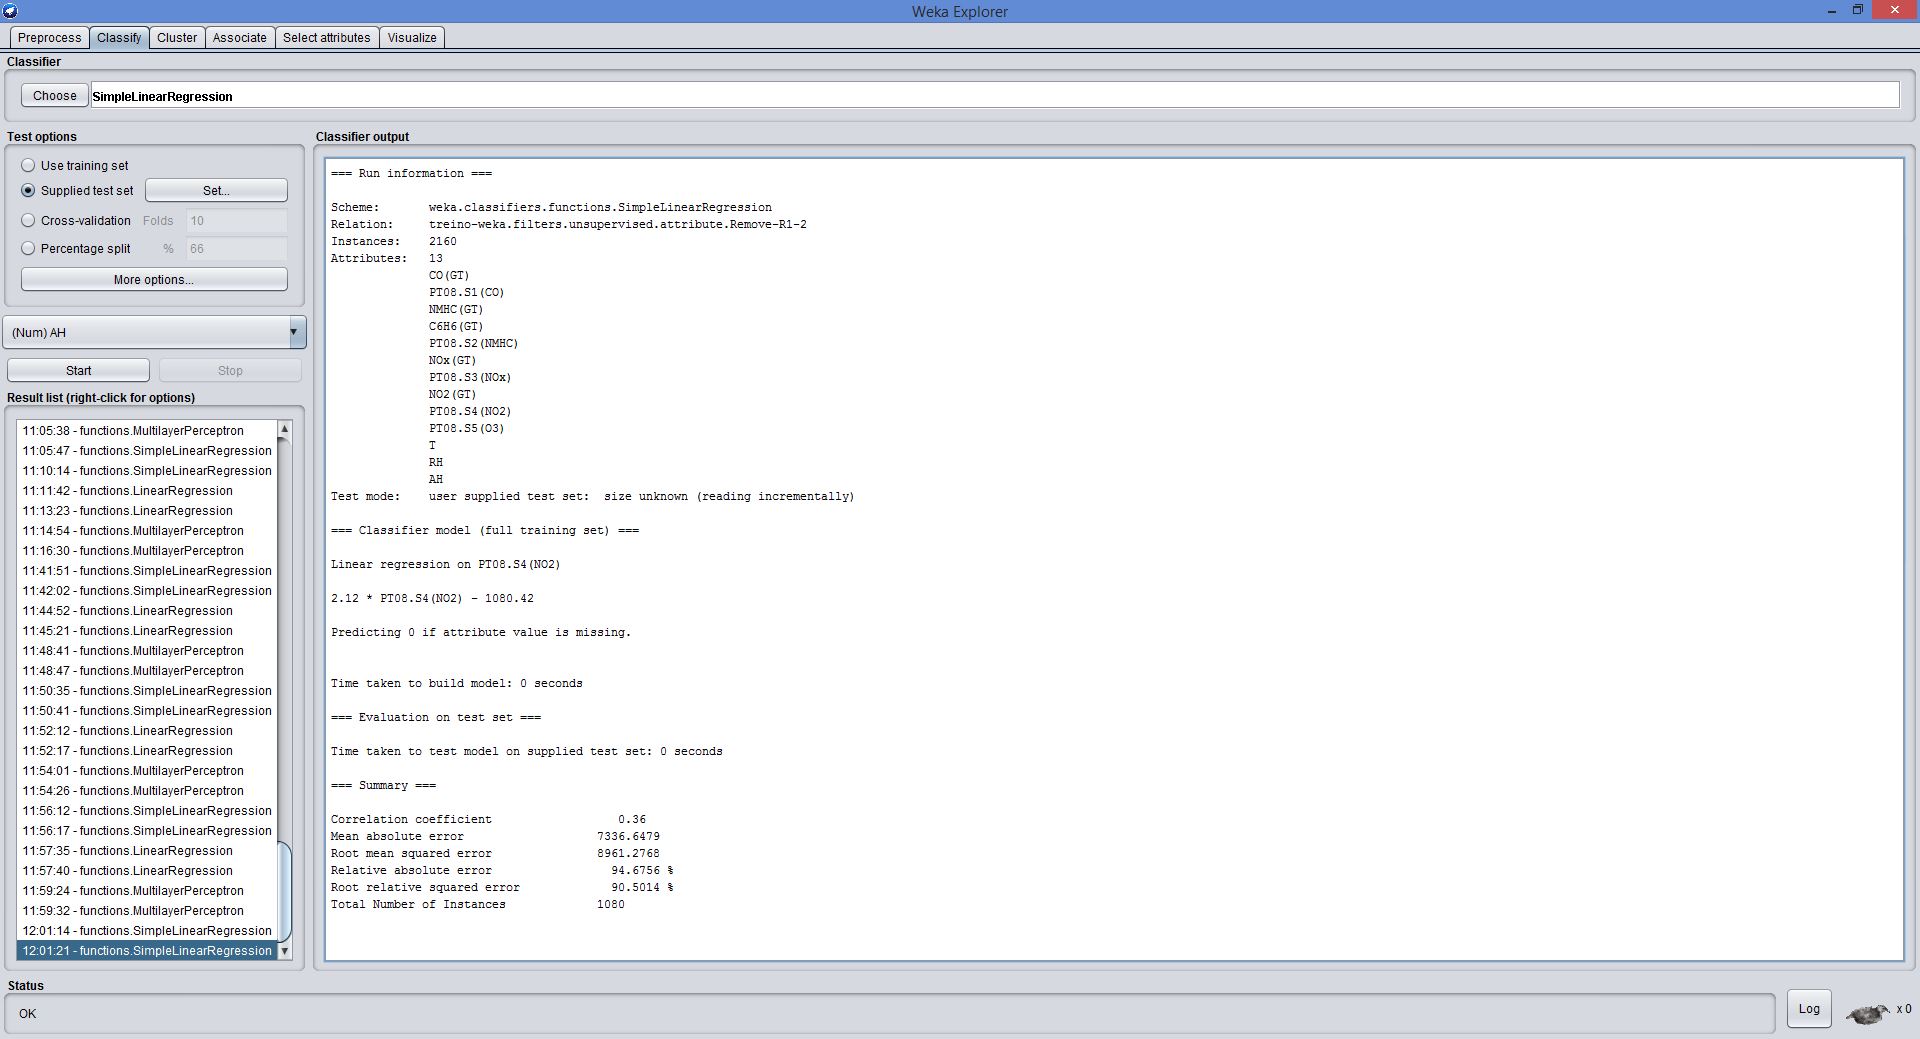 Weka Explorer
Preprocess Classify Cluster Associate Select attributes Visualize
Classifier
Choose SimpleLinearRegression
Test options
Use training set
Supplied test set Set...
Cross-validation Folds 10
Percentage split % 66
More options...
(Num) AH
Start Stop
Result list (right-click for options)
11:05:38 - functions.MultilayerPerceptron
11:05:47 - functions.SimpleLinearRegression
11:10:14 - functions.SimpleLinearRegression
11:11:42 - functions.LinearRegression
11:13:23 - functions.LinearRegression
11:14:54 - functions.MultilayerPerceptron
11:16:30 - functions.MultilayerPerceptron
11:41:51 - functions.SimpleLinearRegression
11:42:02 - functions.SimpleLinearRegression
11:44:52 - functions.LinearRegression
11:45:21 - functions.LinearRegression
11:48:41 - functions.MultilayerPerceptron
11:48:47 - functions.MultilayerPerceptron
11:50:35 - functions.SimpleLinearRegression
11:50:41 - functions.SimpleLinearRegression
11:52:12 - functions.LinearRegression
11:52:17 - functions.LinearRegression
11:54:01 - functions.MultilayerPerceptron
11:54:26 - functions.MultilayerPerceptron
11:56:12 - functions.SimpleLinearRegression
11:56:17 - functions.SimpleLinearRegression
11:57:35 - functions.LinearRegression
11:57:40 - functions.LinearRegression
11:59:24 - functions.MultilayerPerceptron
11:59:32 - functions.MultilayerPerceptron
12:01:14 - functions.SimpleLinearRegression
12:01:21 - functions.SimpleLinearRegression
Classifier output
=== Run information ===
Scheme: weka.classifiers.functions.SimpleLinearRegression
Relation: treino-weka.filters.unsupervised.attribute.Remove-R1-2
Instances: 2160
Attributes: 13
CO(GT)
PT08.S1(CO)
NMHC(GT)
C6H6(GT)
PT08.S2(NMHC)
NOx(GT)
PT08.S3(NOx)
NO2(GT)
PT08.S4(NO2)
PT08.S5(O3)
T
RH
AH
Test mode: user supplied test set: size unknown (reading incrementally)
=== Classifier model (full training set) ===
Linear regression on PT08.S4(NO2)
2.12 * PT08.S4(NO2) - 1080.42
Predicting 0 if attribute value is missing.
Time taken to build model: 0 seconds
=== Evaluation on test set ===
Time taken to test model on supplied test set: 0 seconds
=== Summary ===
Correlation coefficient 0.36
Mean absolute error 7336.6479
Root mean squared error 8961.2768
Relative absolute error 94.6756 %
Root relative squared error 90.5014 %
Total Number of Instances 1080
Status
OK
Log x 0